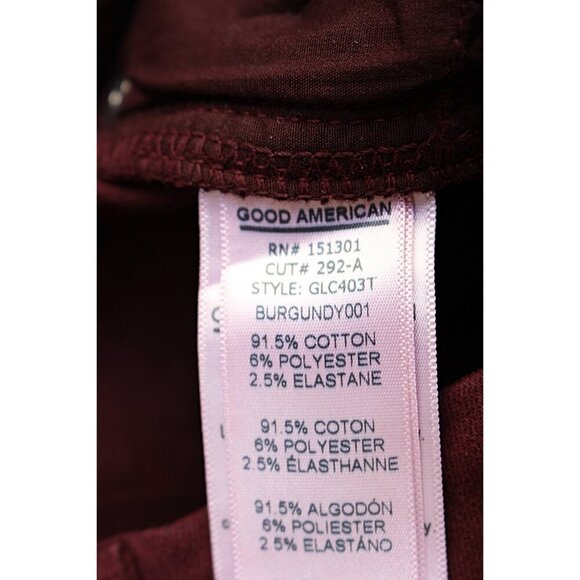 GOOD AMERICAN
RN# 151301
CUT# 292-A
STYLE: GLC403T
BURGUNDY001
91.5% COTTON
6% POLYESTER
2.5% ELASTANE
91.5% COTON
6% POLYESTER
2.5% ÉLASTHANNE
91.5% ALGODÓN
6% POLIESTER
2.5% ELASTÁNO